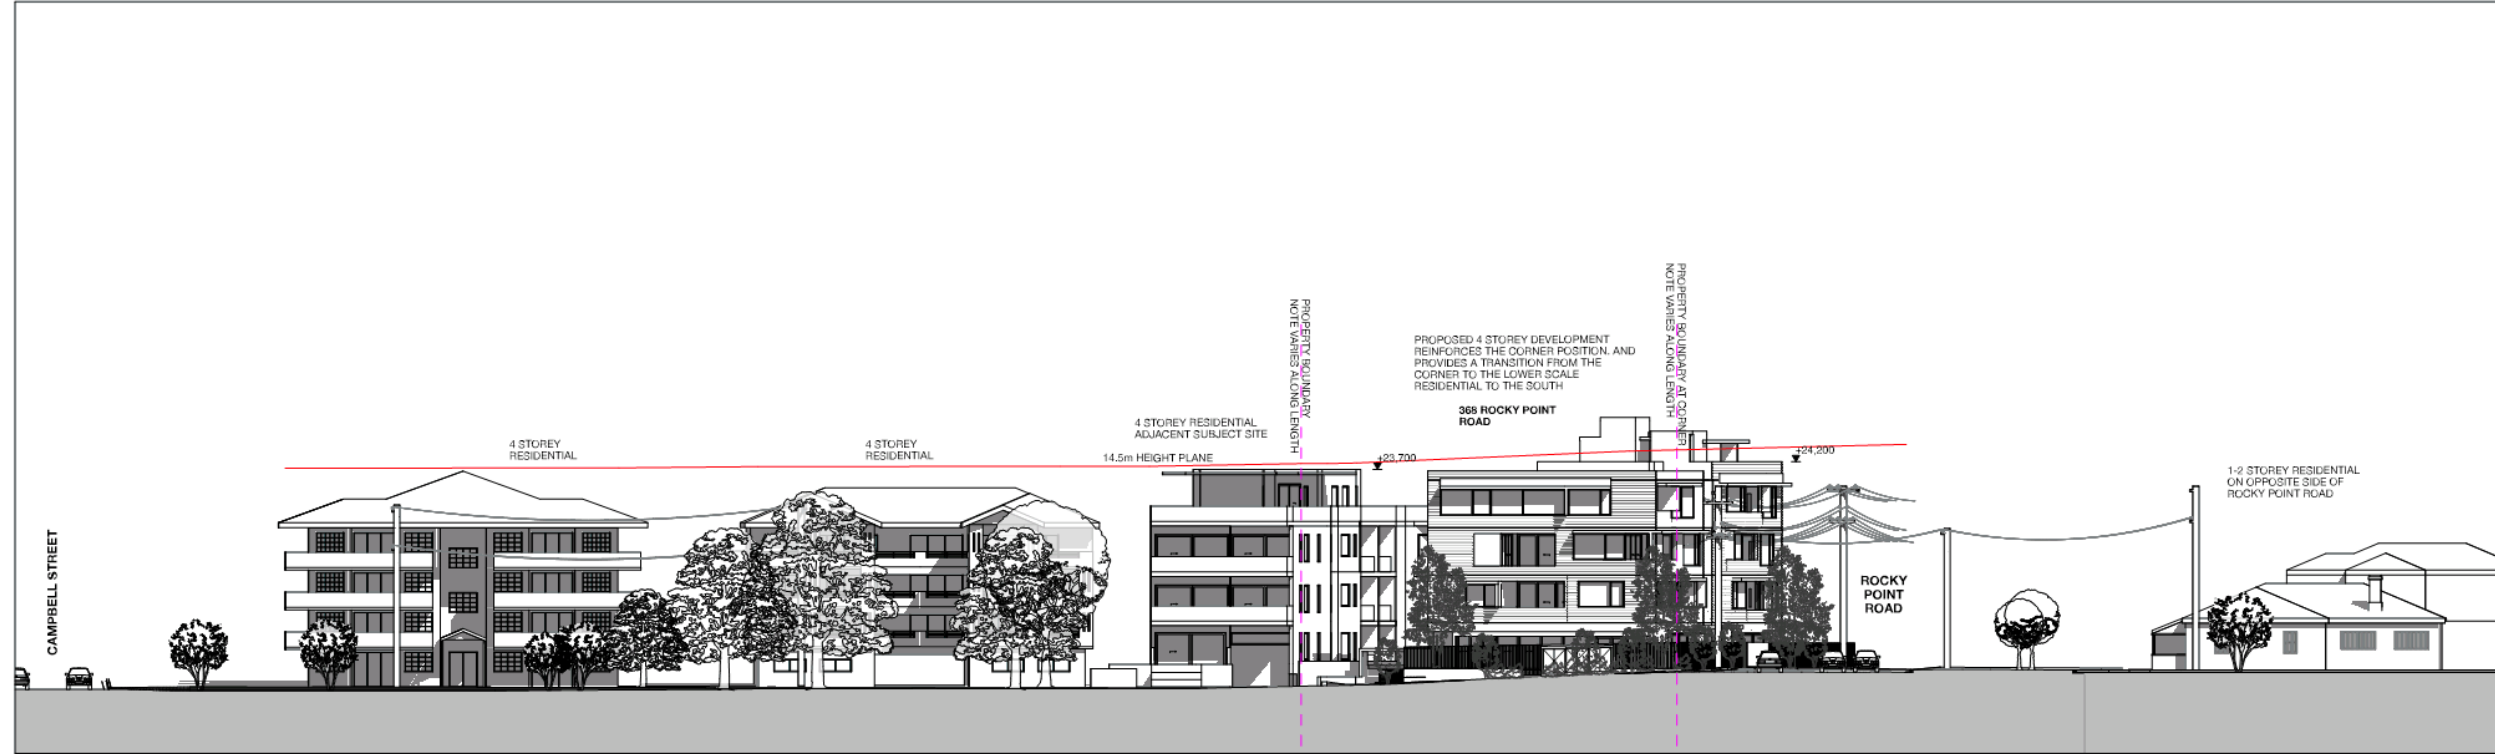 CAMPBELL STREET
4 STOREY
RESIDENTIAL
4 STOREY
RESIDENTIAL
4 STOREY RESIDENTIAL
ADJACENT SUBJECT SITE
14.5m HEIGHT PLANE
PROPERTY BOUNDARY
NOTE VARIES ALONG LENGTH
+23,700
PROPOSED 4 STOREY DEVELOPMENT
REINFORCES THE CORNER POSITION. AND
PROVIDES A TRANSITION FROM THE
CORNER TO THE LOWER SCALE
RESIDENTIAL TO THE SOUTH
368 ROCKY POINT
ROAD
PROPERTY BOUNDARY AT CORNER
NOTE VARIES ALONG LENGTH
+24,200
ROCKY
POINT
ROAD
1-2 STOREY RESIDENTIAL
ON OPPOSITE SIDE OF
ROCKY POINT ROAD